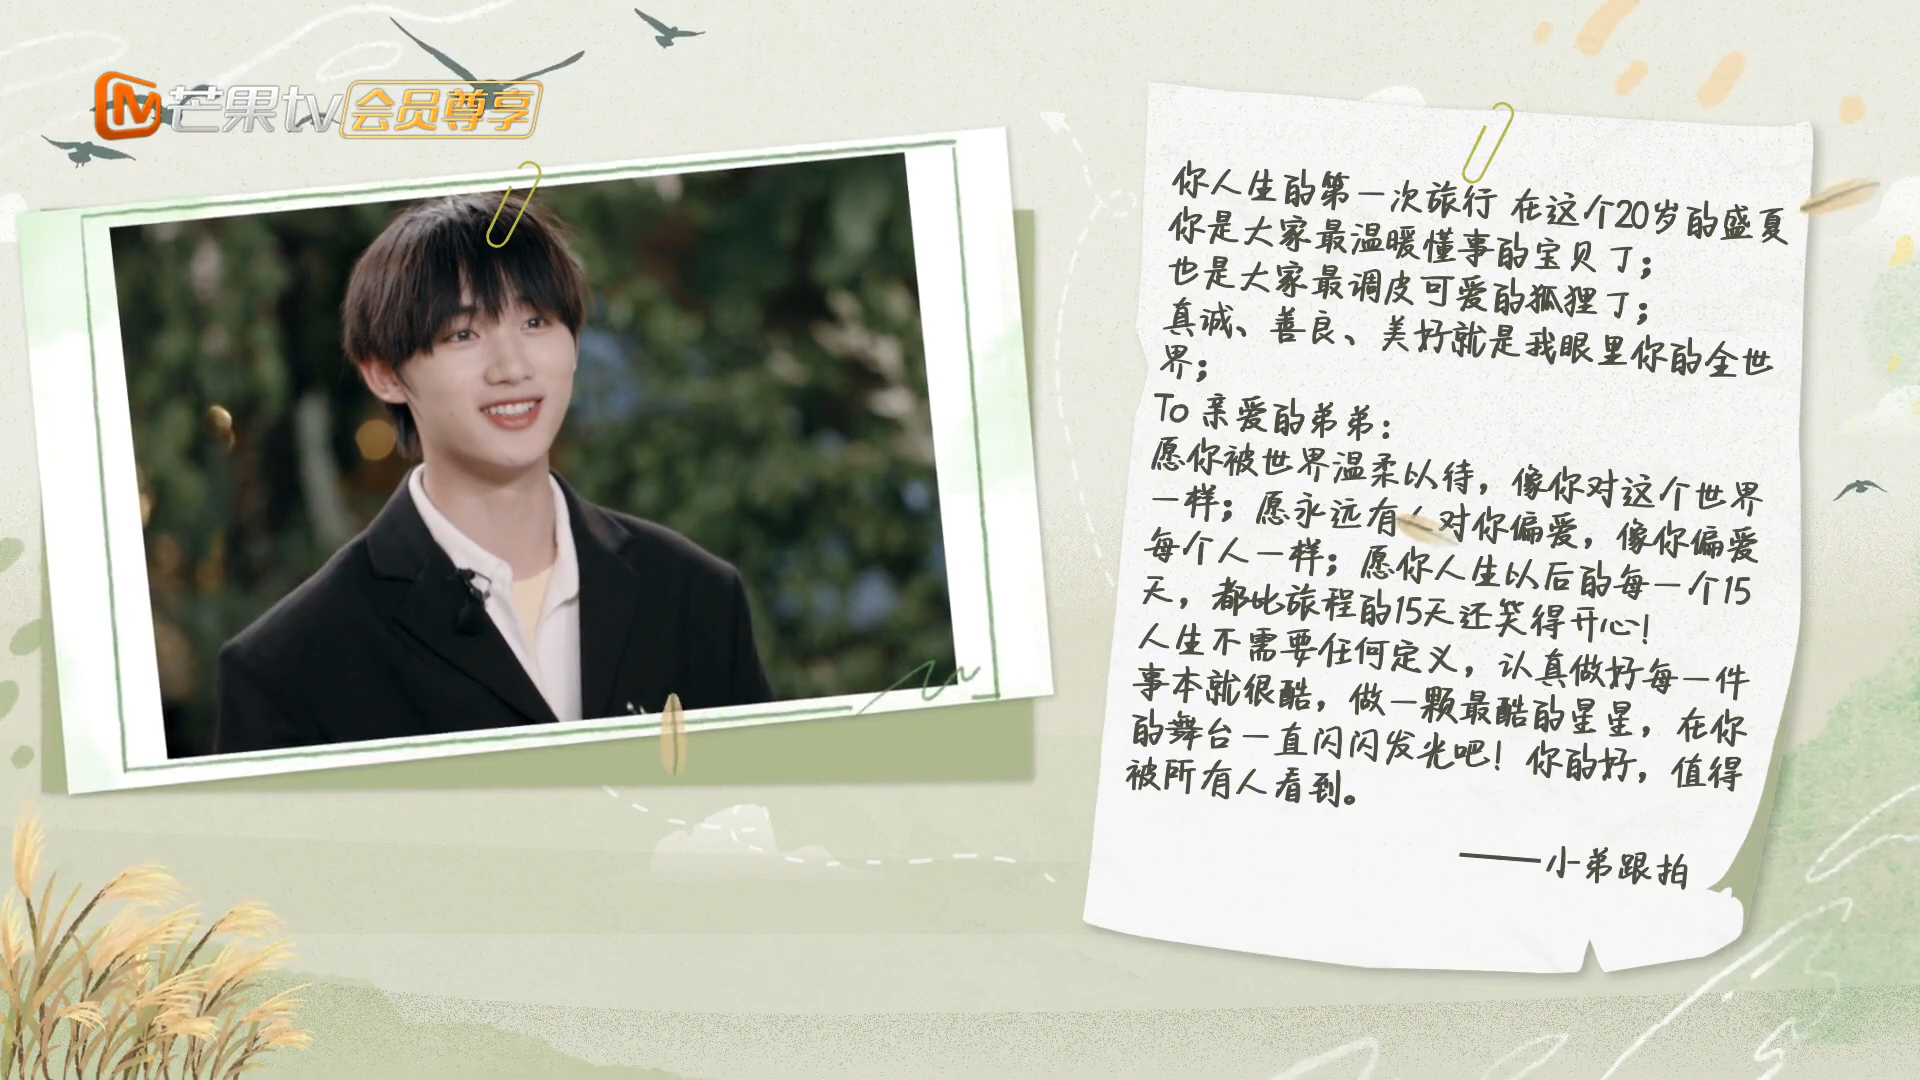 芒果tv会员尊享
你人生的第一次旅行 在这个20岁的盛夏
你是大家最温暖懂事的宝贝丁；
也是大家最调皮可爱的狐狸丁；
真诚、善良、美好就是我眼里你的全世
界；
To 亲爱的弟弟：
愿你被世界温柔以待，像你对这个世界
一样；愿永远有 对你偏爱，像你偏爱
每个人一样；愿你人生以后的每一个15
天，都比旅程的15天还笑得开心！
人生不需要任何定义，认真做好每一件
事本就很酷，做一颗最酷的星星，在你
的舞台一直闪闪发光吧！你的好，值得
被所有人看到。
——小弟跟拍